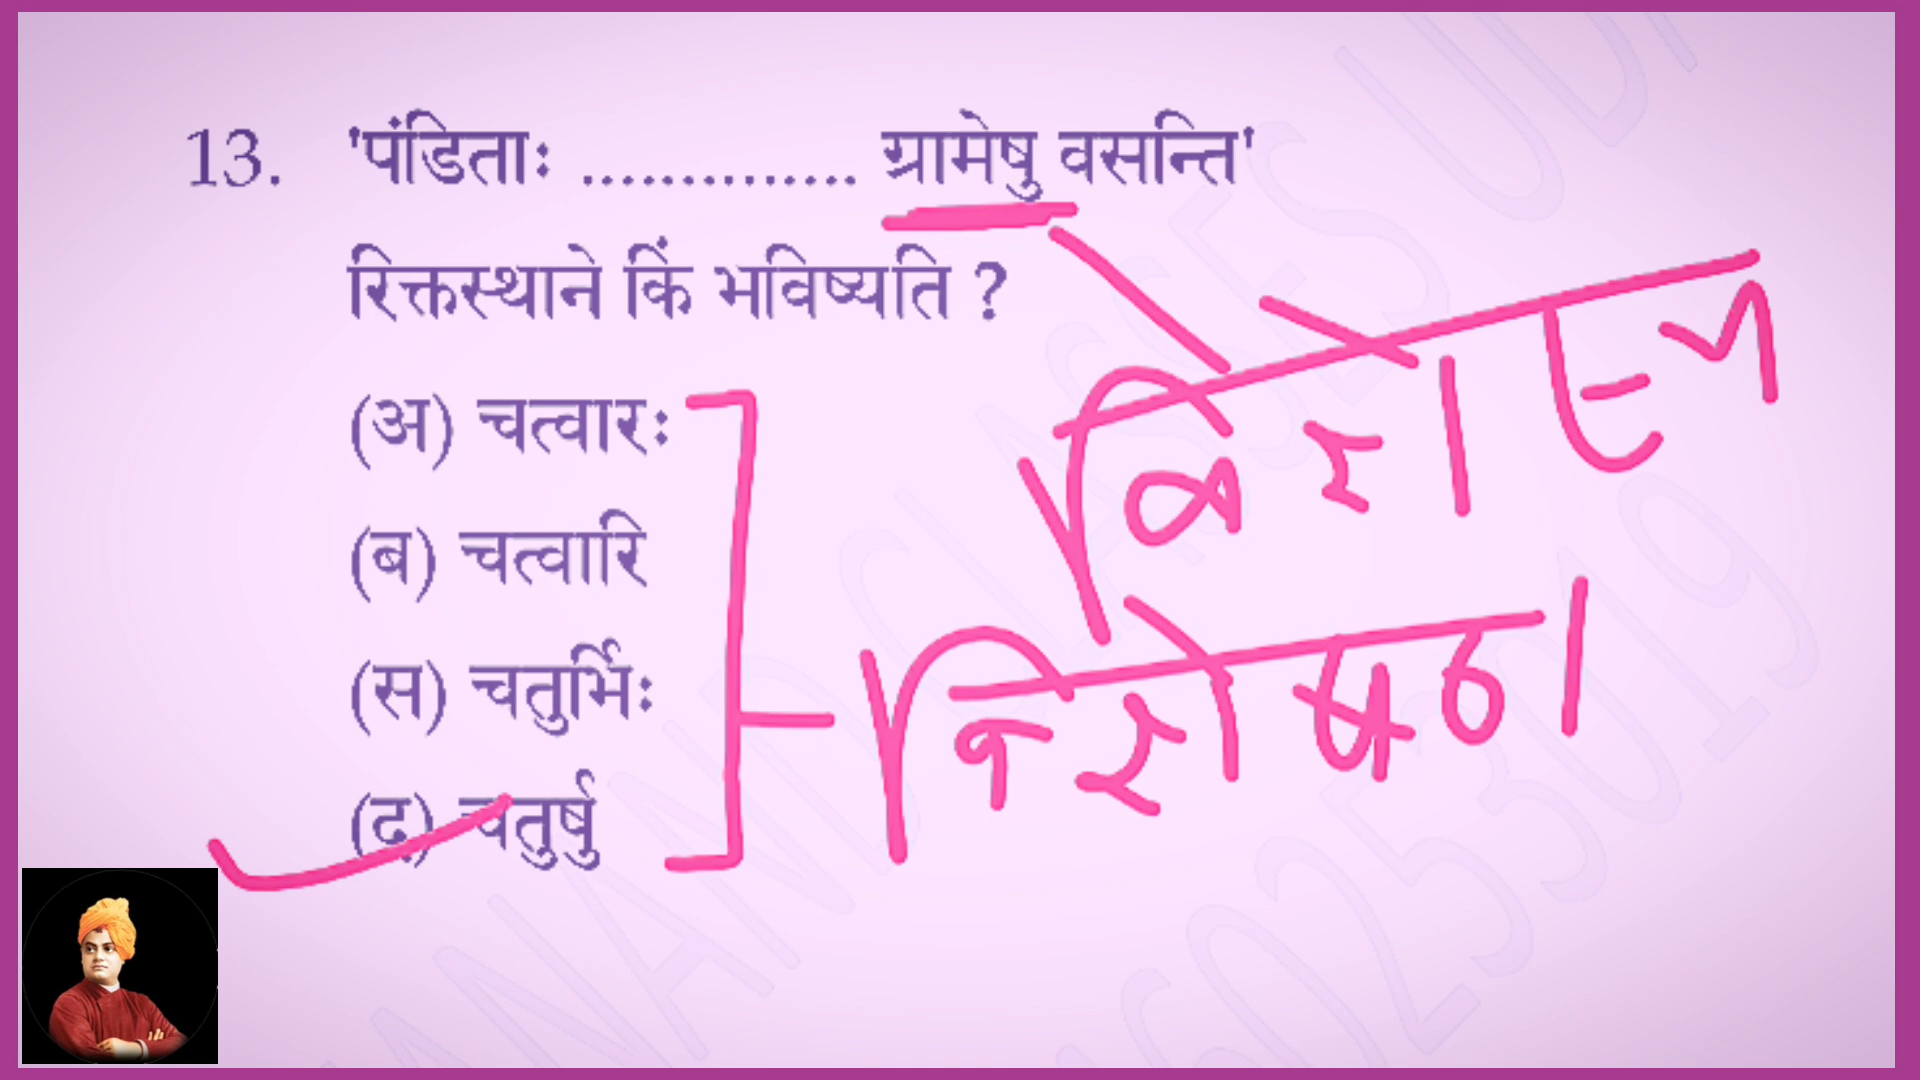 13. 'पंडिताः .............. ग्रामेषु वसन्ति'
रिक्तस्थाने किं भविष्यति ?
(अ) चत्वारः
(ब) चत्वारि
(स) चतुर्भिः
(द) चतुर्षु
विशेष्य
विशेषण